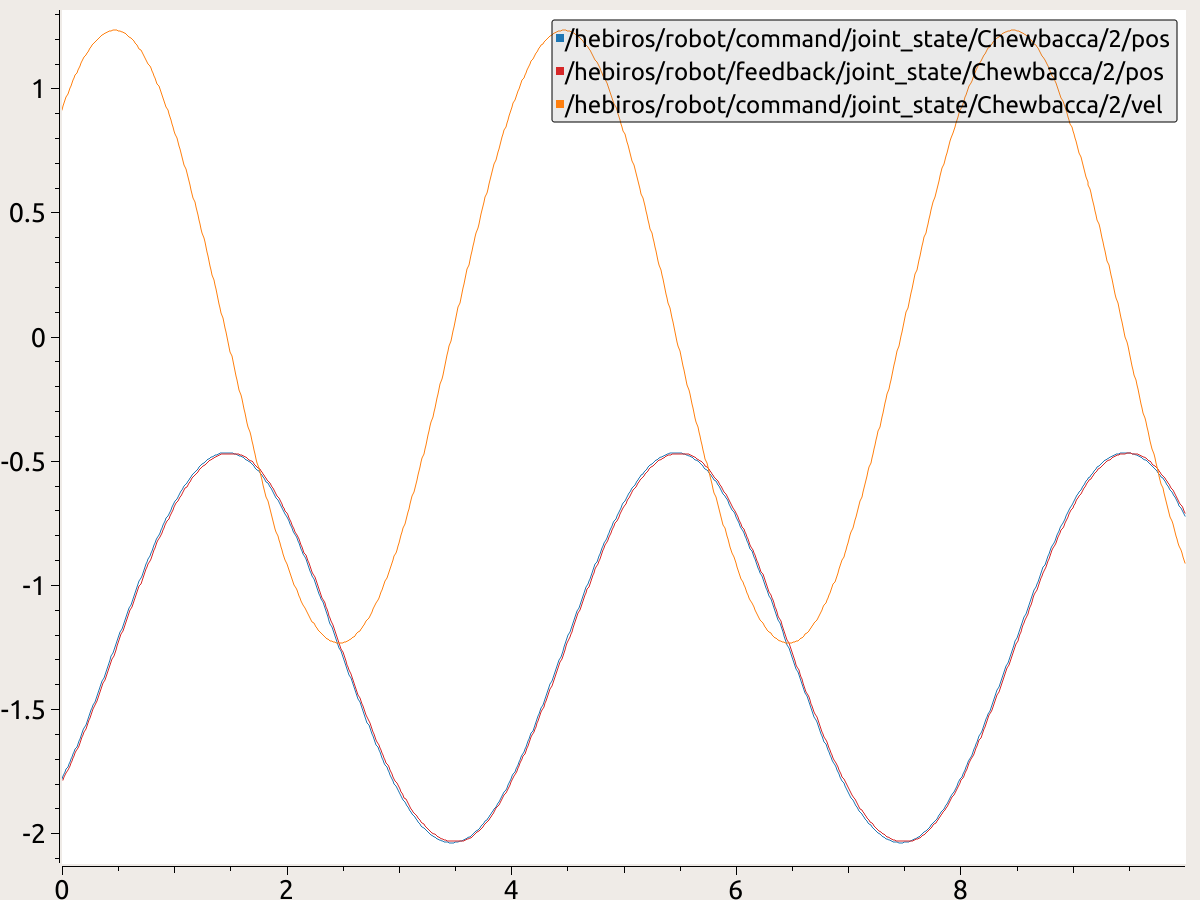 /hebiros/robot/command/joint_state/Chewbacca/2/pos
/hebiros/robot/feedback/joint_state/Chewbacca/2/pos
/hebiros/robot/command/joint_state/Chewbacca/2/vel
1
0.5
0
-0.5
-1
-1.5
-2
0 2 4 6 8